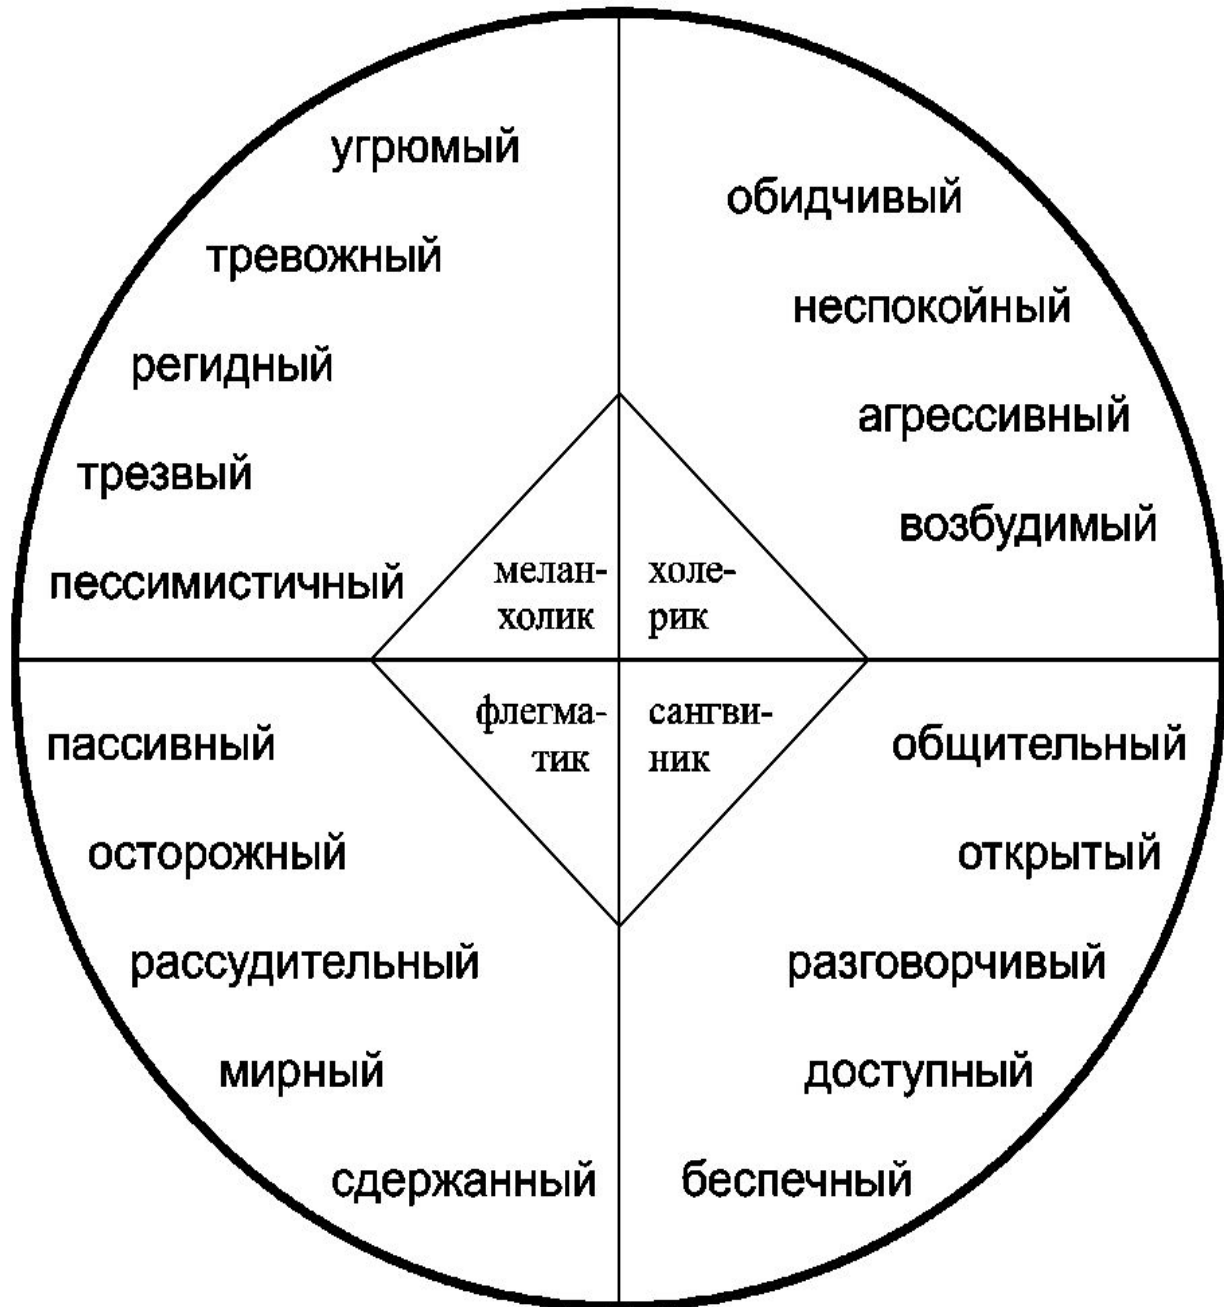 угрюмый
тревожный
регидный
трезвый
пессимистичный
обидчивый
неспокойный
агрессивный
возбудимый
мелан-
холик
холе-
рик
флегма-
тик
сангви-
ник
пассивный
осторожный
рассудительный
мирный
сдержанный
общительный
открытый
разговорчивый
доступный
беспечный